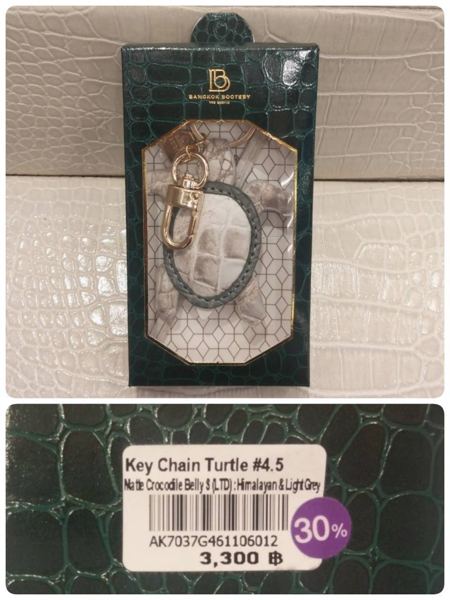 B
BANGKOK BOOTERY
Key Chain Turtle #4.5
Matte Crocodile Belly S (LTD) : Himalayan & Light Grey
30%
AK7037G461106012
3,300 ฿